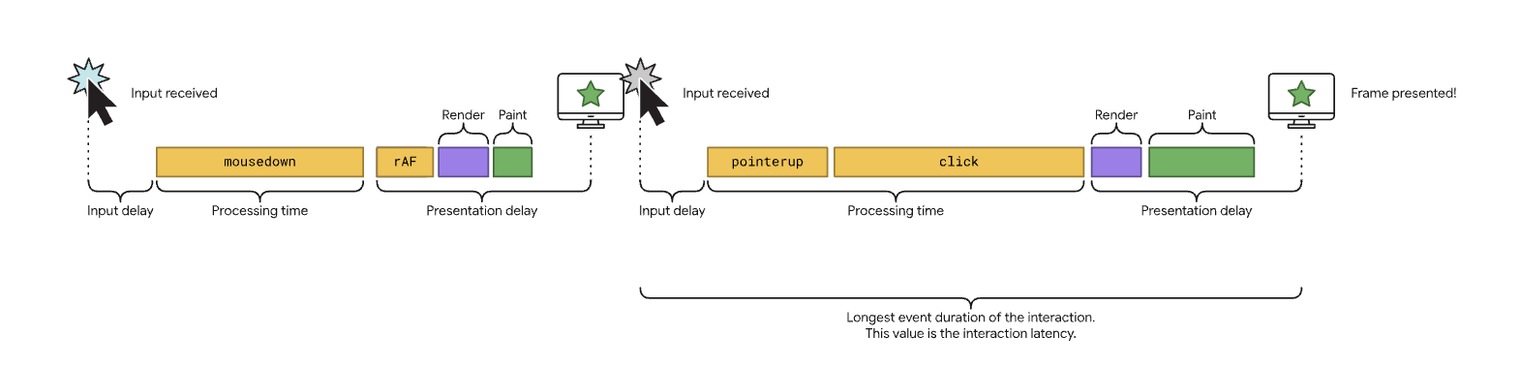 Input received
Input received
Frame presented!
Render
Paint
Render
Paint
mousedown
rAF
pointerup
click
Input delay
Processing time
Presentation delay
Input delay
Processing time
Presentation delay
Longest event duration of the interaction.
This value is the interaction latency.